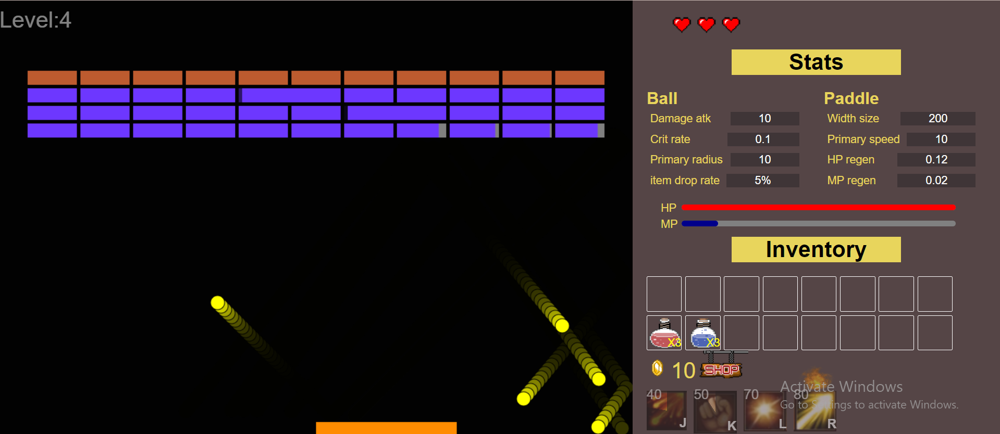 Level:4
Stats
Ball
Paddle
Damage atk 10
Width size 200
Crit rate 0.1
Primary speed 10
Primary radius 10
HP regen 0.12
item drop rate 5%
MP regen 0.02
HP
MP
Inventory
X3 X3
10 SHOP
Activate Windows
40 50 70 80
Go to Settings to activate Windows.
J K L R